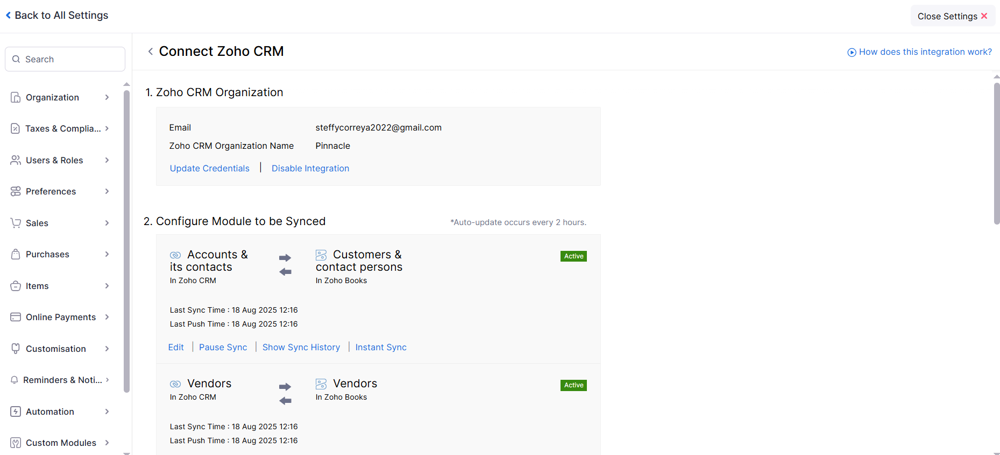 Back to All Settings
Close Settings
Search
Organization
Taxes & Complia...
Users & Roles
Preferences
Sales
Purchases
Items
Online Payments
Customisation
Reminders & Noti...
Automation
Custom Modules
Connect Zoho CRM
How does this integration work?
1. Zoho CRM Organization
Email steffycorreya2022@gmail.com
Zoho CRM Organization Name Pinnacle
Update Credentials | Disable Integration
2. Configure Module to be Synced *Auto-update occurs every 2 hours.
Accounts & Customers & Active
its contacts contact persons
In Zoho CRM In Zoho Books
Last Sync Time : 18 Aug 2025 12:16
Last Push Time : 18 Aug 2025 12:16
Edit | Pause Sync | Show Sync History | Instant Sync
Vendors Vendors Active
In Zoho CRM In Zoho Books
Last Sync Time : 18 Aug 2025 12:16
Last Push Time : 18 Aug 2025 12:16